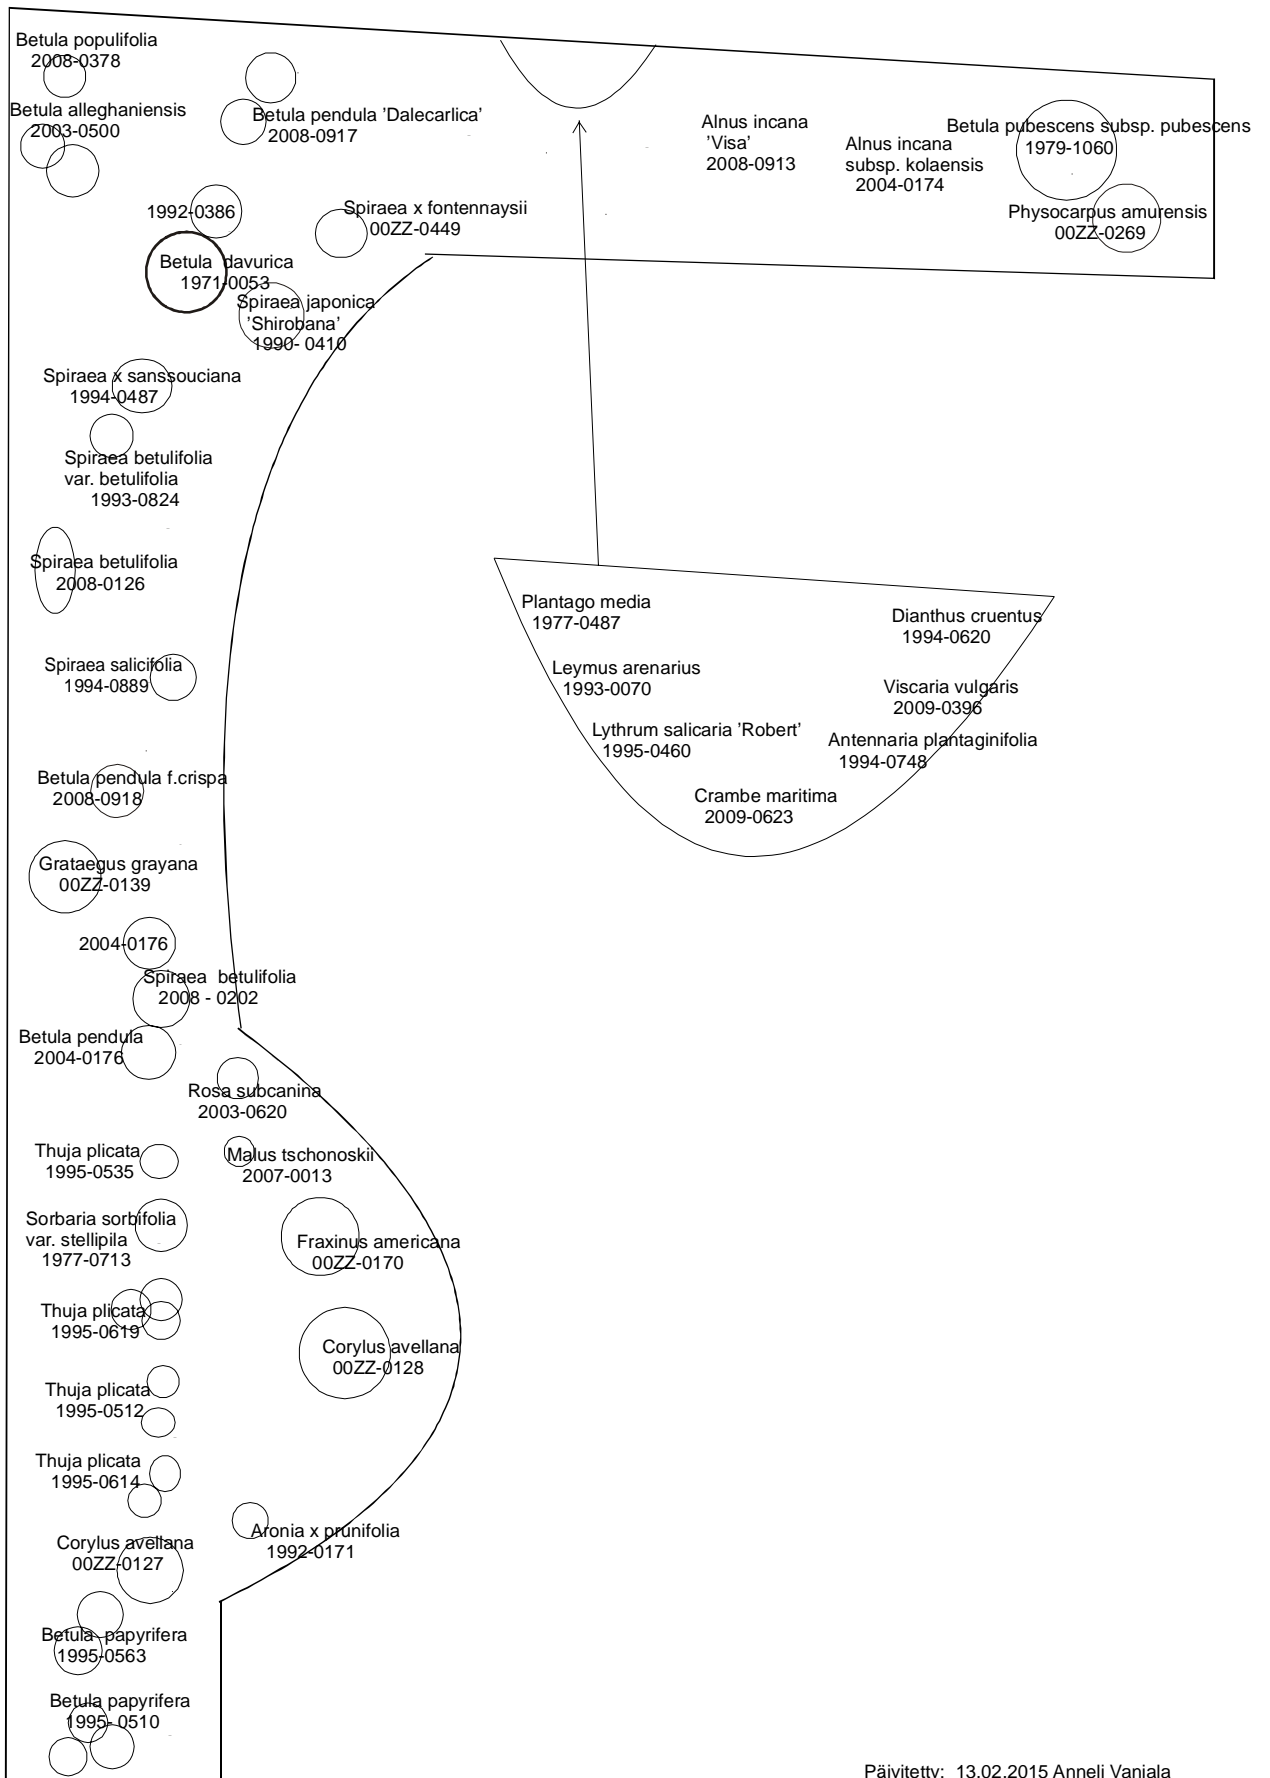 Betula populifolia
2008-0378
Betula alleghaniensis
2003-0500
Betula pendula ’Dalecarlica’
2008-0917
Alnus incana
’Visa’
2008-0913
Alnus incana
subsp. kolaensis
2004-0174
Betula pubescens subsp. pubescens
1979-1060
Physocarpus amurensis
00ZZ-0269
1992-0386
Spiraea x fontennaysii
00ZZ-0449
Betula davurica
1971-0053
Spiraea japonica
’Shirobana’
1990- 0410
Spiraea x sanssouciana
1994-0487
Spiraea betulifolia
var. betulifolia
1993-0824
Spiraea betulifolia
2008-0126
Plantago media
1977-0487
Dianthus cruentus
1994-0620
Leymus arenarius
1993-0070
Viscaria vulgaris
2009-0396
Lythrum salicaria ’Robert’
1995-0460
Antennaria plantaginifolia
1994-0748
Crambe maritima
2009-0623
Spiraea salicifolia
1994-0889
Betula pendula f.crispa
2008-0918
Grataegus grayana
00ZZ-0139
2004-0176
Spiraea betulifolia
2008 - 0202
Betula pendula
2004-0176
Rosa subcanina
2003-0620
Thuja plicata
1995-0535
Malus tschonoskii
2007-0013
Sorbaria sorbifolia
var. stellipila
1977-0713
Fraxinus americana
00ZZ-0170
Thuja plicata
1995-0619
Corylus avellana
00ZZ-0128
Thuja plicata
1995-0512
Thuja plicata
1995-0614
Aronia x prunifolia
1992-0171
Corylus avellana
00ZZ-0127
Betula papyrifera
1995-0563
Betula papyrifera
1995- 0510
Päivitetty: 13.02.2015 Anneli Vaniala